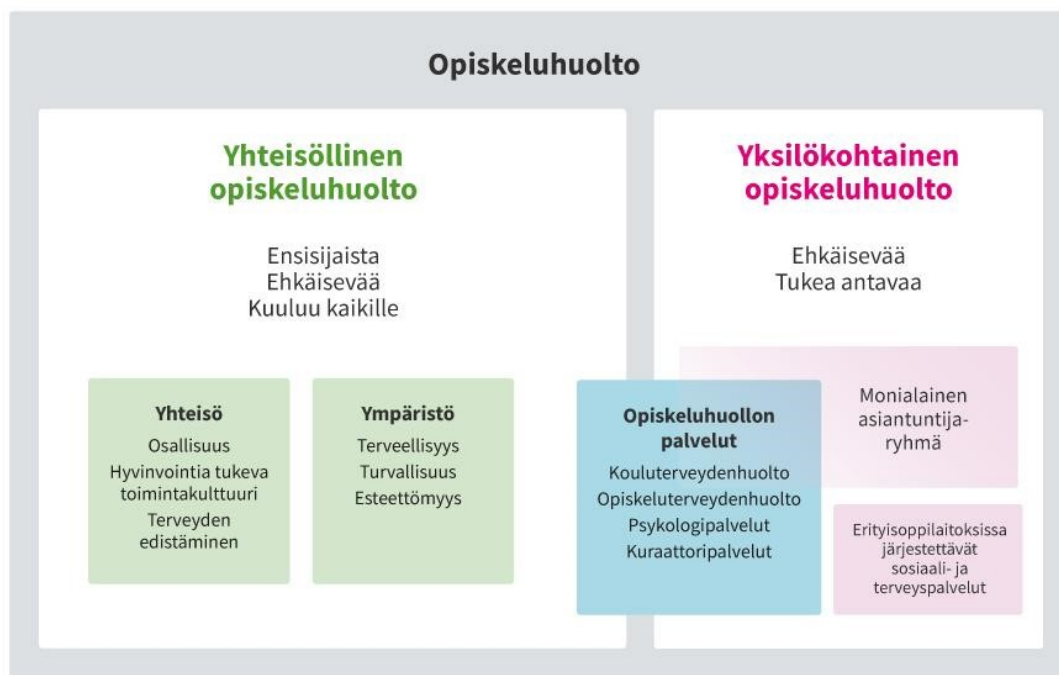 Opiskeluhuolto
Yhteisöllinen
opiskeluhuolto
Ensisijaista
Ehkäisevää
Kuuluu kaikille
Yhteisö
Osallisuus
Hyvinvointia tukeva
toimintakulttuuri
Terveyden
edistäminen
Ympäristö
Terveellisyys
Turvallisuus
Esteettömyys
Opiskeluhuollon
palvelut
Kouluterveydenhuolto
Opiskeluterveydenhuolto
Psykologipalvelut
Kuraattoripalvelut
Yksilökohtainen
opiskeluhuolto
Ehkäisevää
Tukea antavaa
Monialainen
asiantuntija-
ryhmä
Erityisoppilaitoksissa
järjestettävät
sosiaali- ja
terveyspalvelut